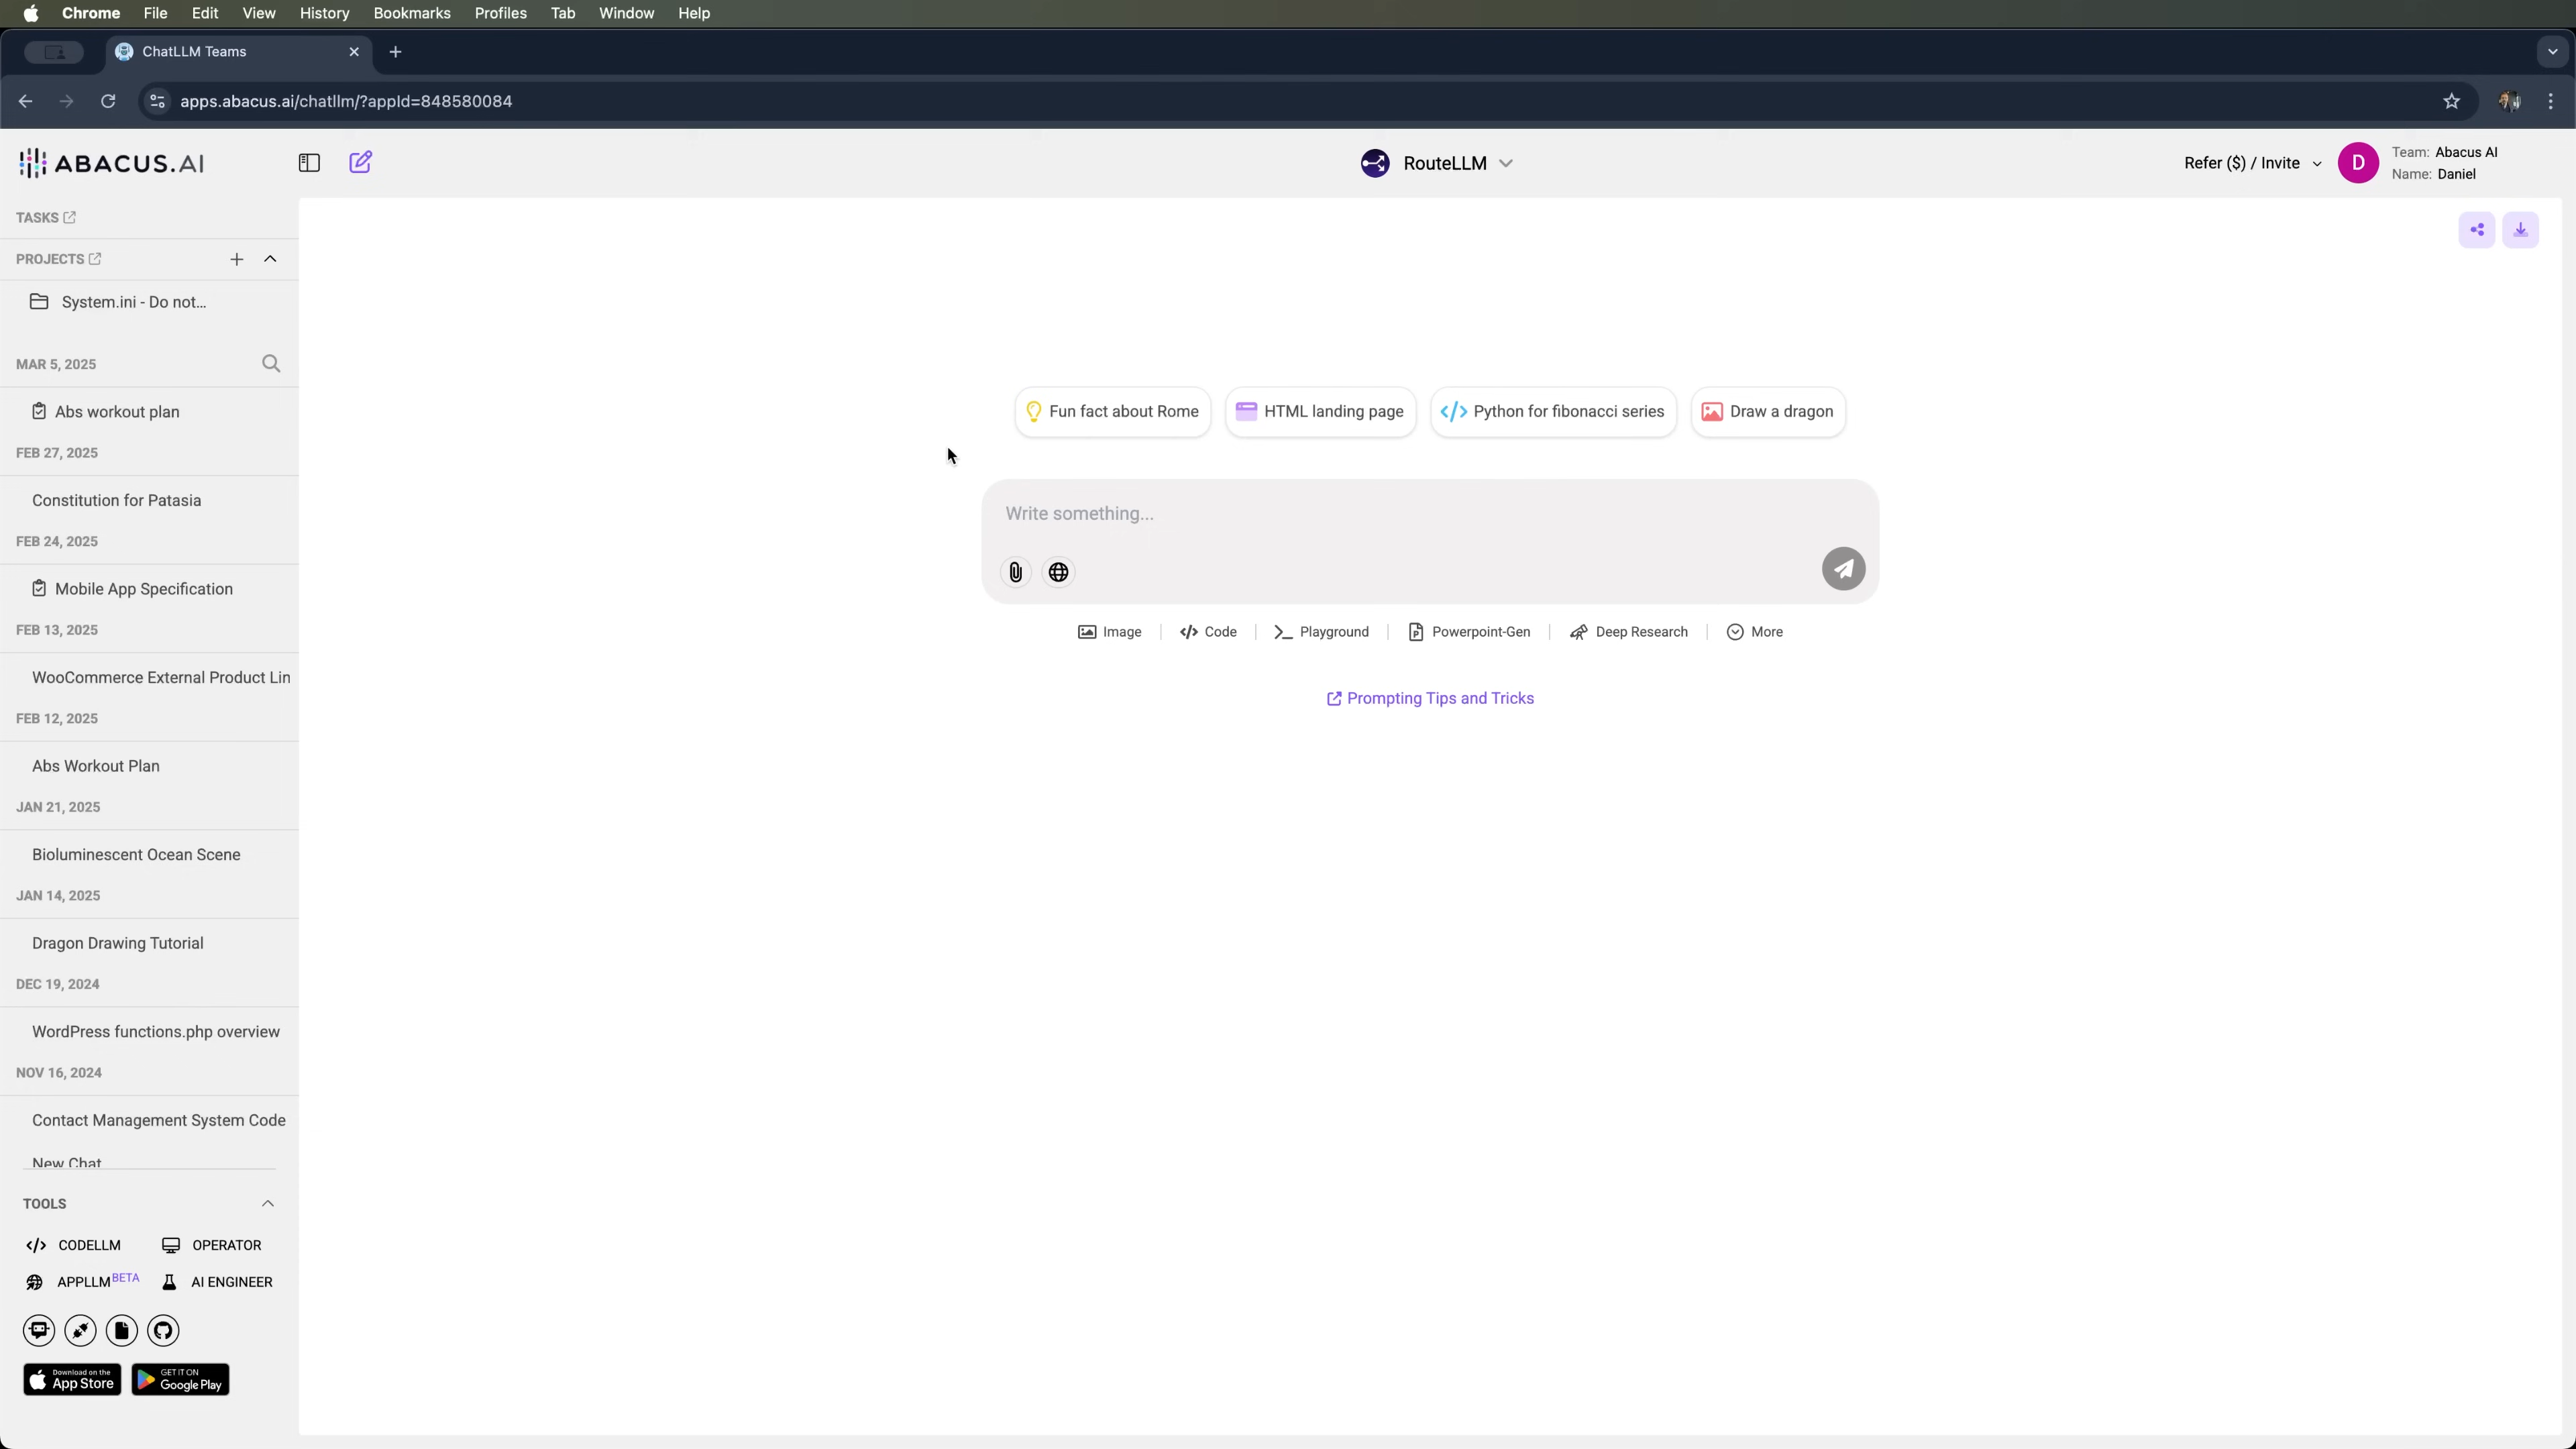 Chrome File Edit View History Bookmarks Profiles Tab Window Help
ChatLLM Teams
apps.abacus.ai/chatllm/?appId=848580084
ABACUS.AI
RouteLLM
Refer ($) / Invite
D
Team: Abacus AI
Name: Daniel
TASKS
PROJECTS
System.ini - Do not...
MAR 5, 2025
Abs workout plan
FEB 27, 2025
Constitution for Patasia
FEB 24, 2025
Mobile App Specification
FEB 13, 2025
WooCommerce External Product Lin
FEB 12, 2025
Abs Workout Plan
JAN 21, 2025
Bioluminescent Ocean Scene
JAN 14, 2025
Dragon Drawing Tutorial
DEC 19, 2024
WordPress functions.php overview
NOV 16, 2024
Contact Management System Code
New Chat
TOOLS
CODELLM OPERATOR
APPLLM BETA AI ENGINEER
Download on the App Store
GET IT ON Google Play
Fun fact about Rome HTML landing page Python for fibonacci series Draw a dragon
Write something...
Image Code Playground Powerpoint-Gen Deep Research More
Prompting Tips and Tricks